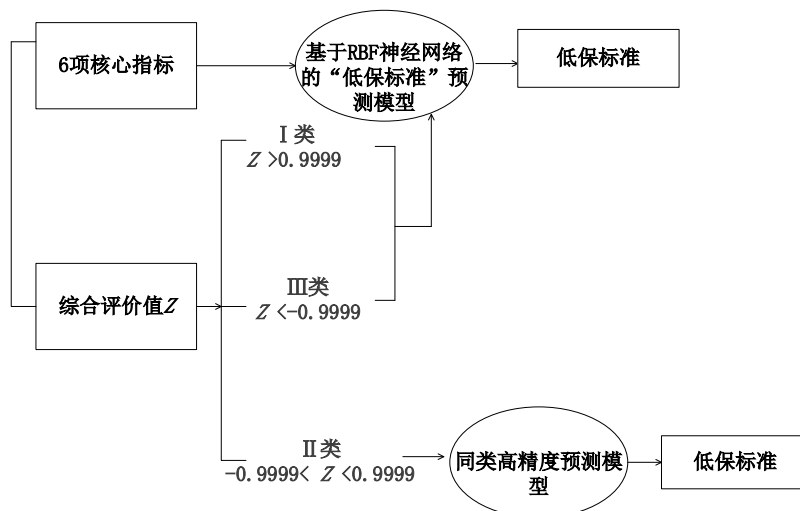 6项核心指标
基于RBF神经网络
的“低保标准”预
测模型
低保标准
Ⅰ类
Z >0.9999
综合评价值Z
Ⅲ类
Z <-0.9999
Ⅱ类
-0.9999< Z <0.9999
同类高精度预测模
型
低保标准